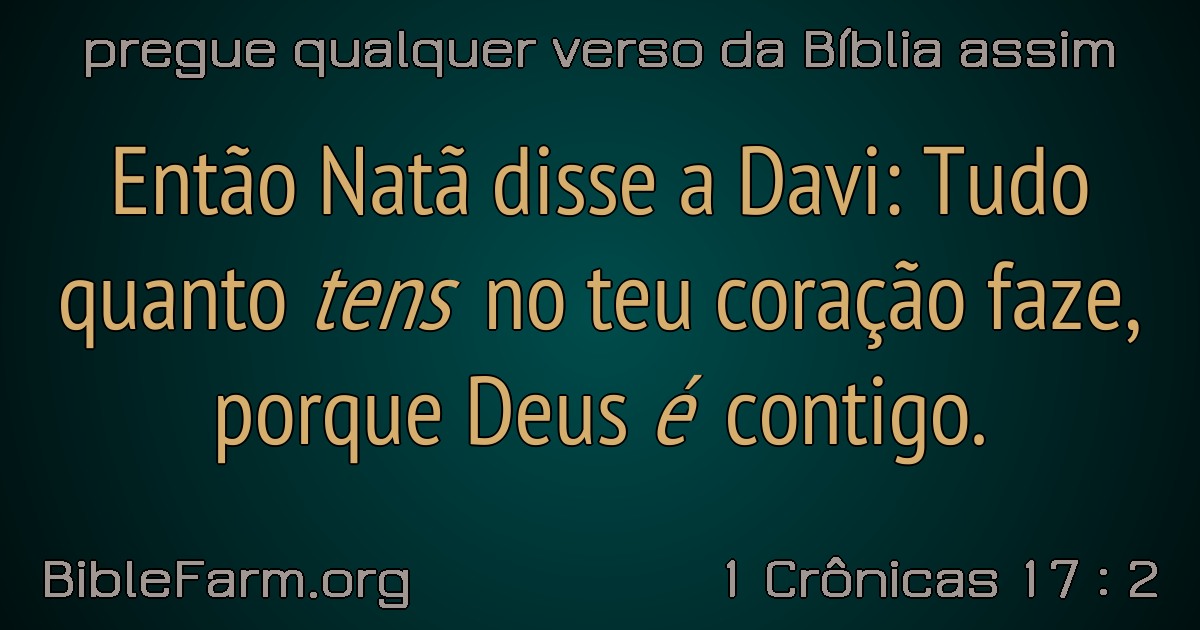 pregue qualquer verso da Bíblia assim
Então Natã disse a Davi: Tudo
quanto tens no teu coração faze,
porque Deus é contigo.
BibleFarm.org
1 Crônicas 17 : 2